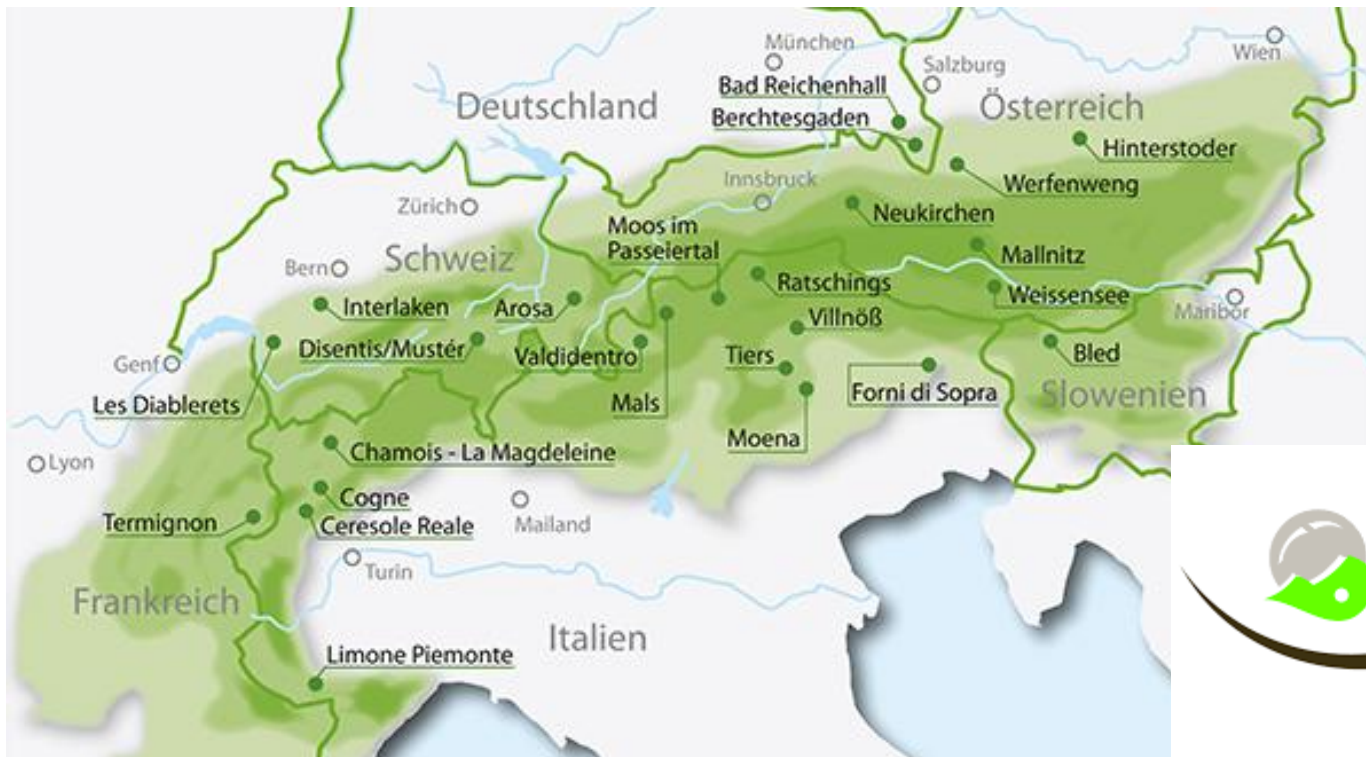 München
Wien
Salzburg
Bad Reichenhall
Deutschland
Österreich
Berchtesgaden
Hinterstoder
Innsbruck
Werfenweng
Zürich
Neukirchen
Moos im
Passeiertal
Schweiz
Mallnitz
Bern
Ratschings
Weissensee
Interlaken
Arosa
Maribor
Villnöß
Disentis/Mustér
Valdidentro
Tiers
Bled
Genf
Forni di Sopra
Slowenien
Les Diablerets
Mals
Moena
Chamois - La Magdeleine
Lyon
Cogne
Termignon
Ceresole Reale
Mailand
Turin
Frankreich
Italien
Limone Piemonte